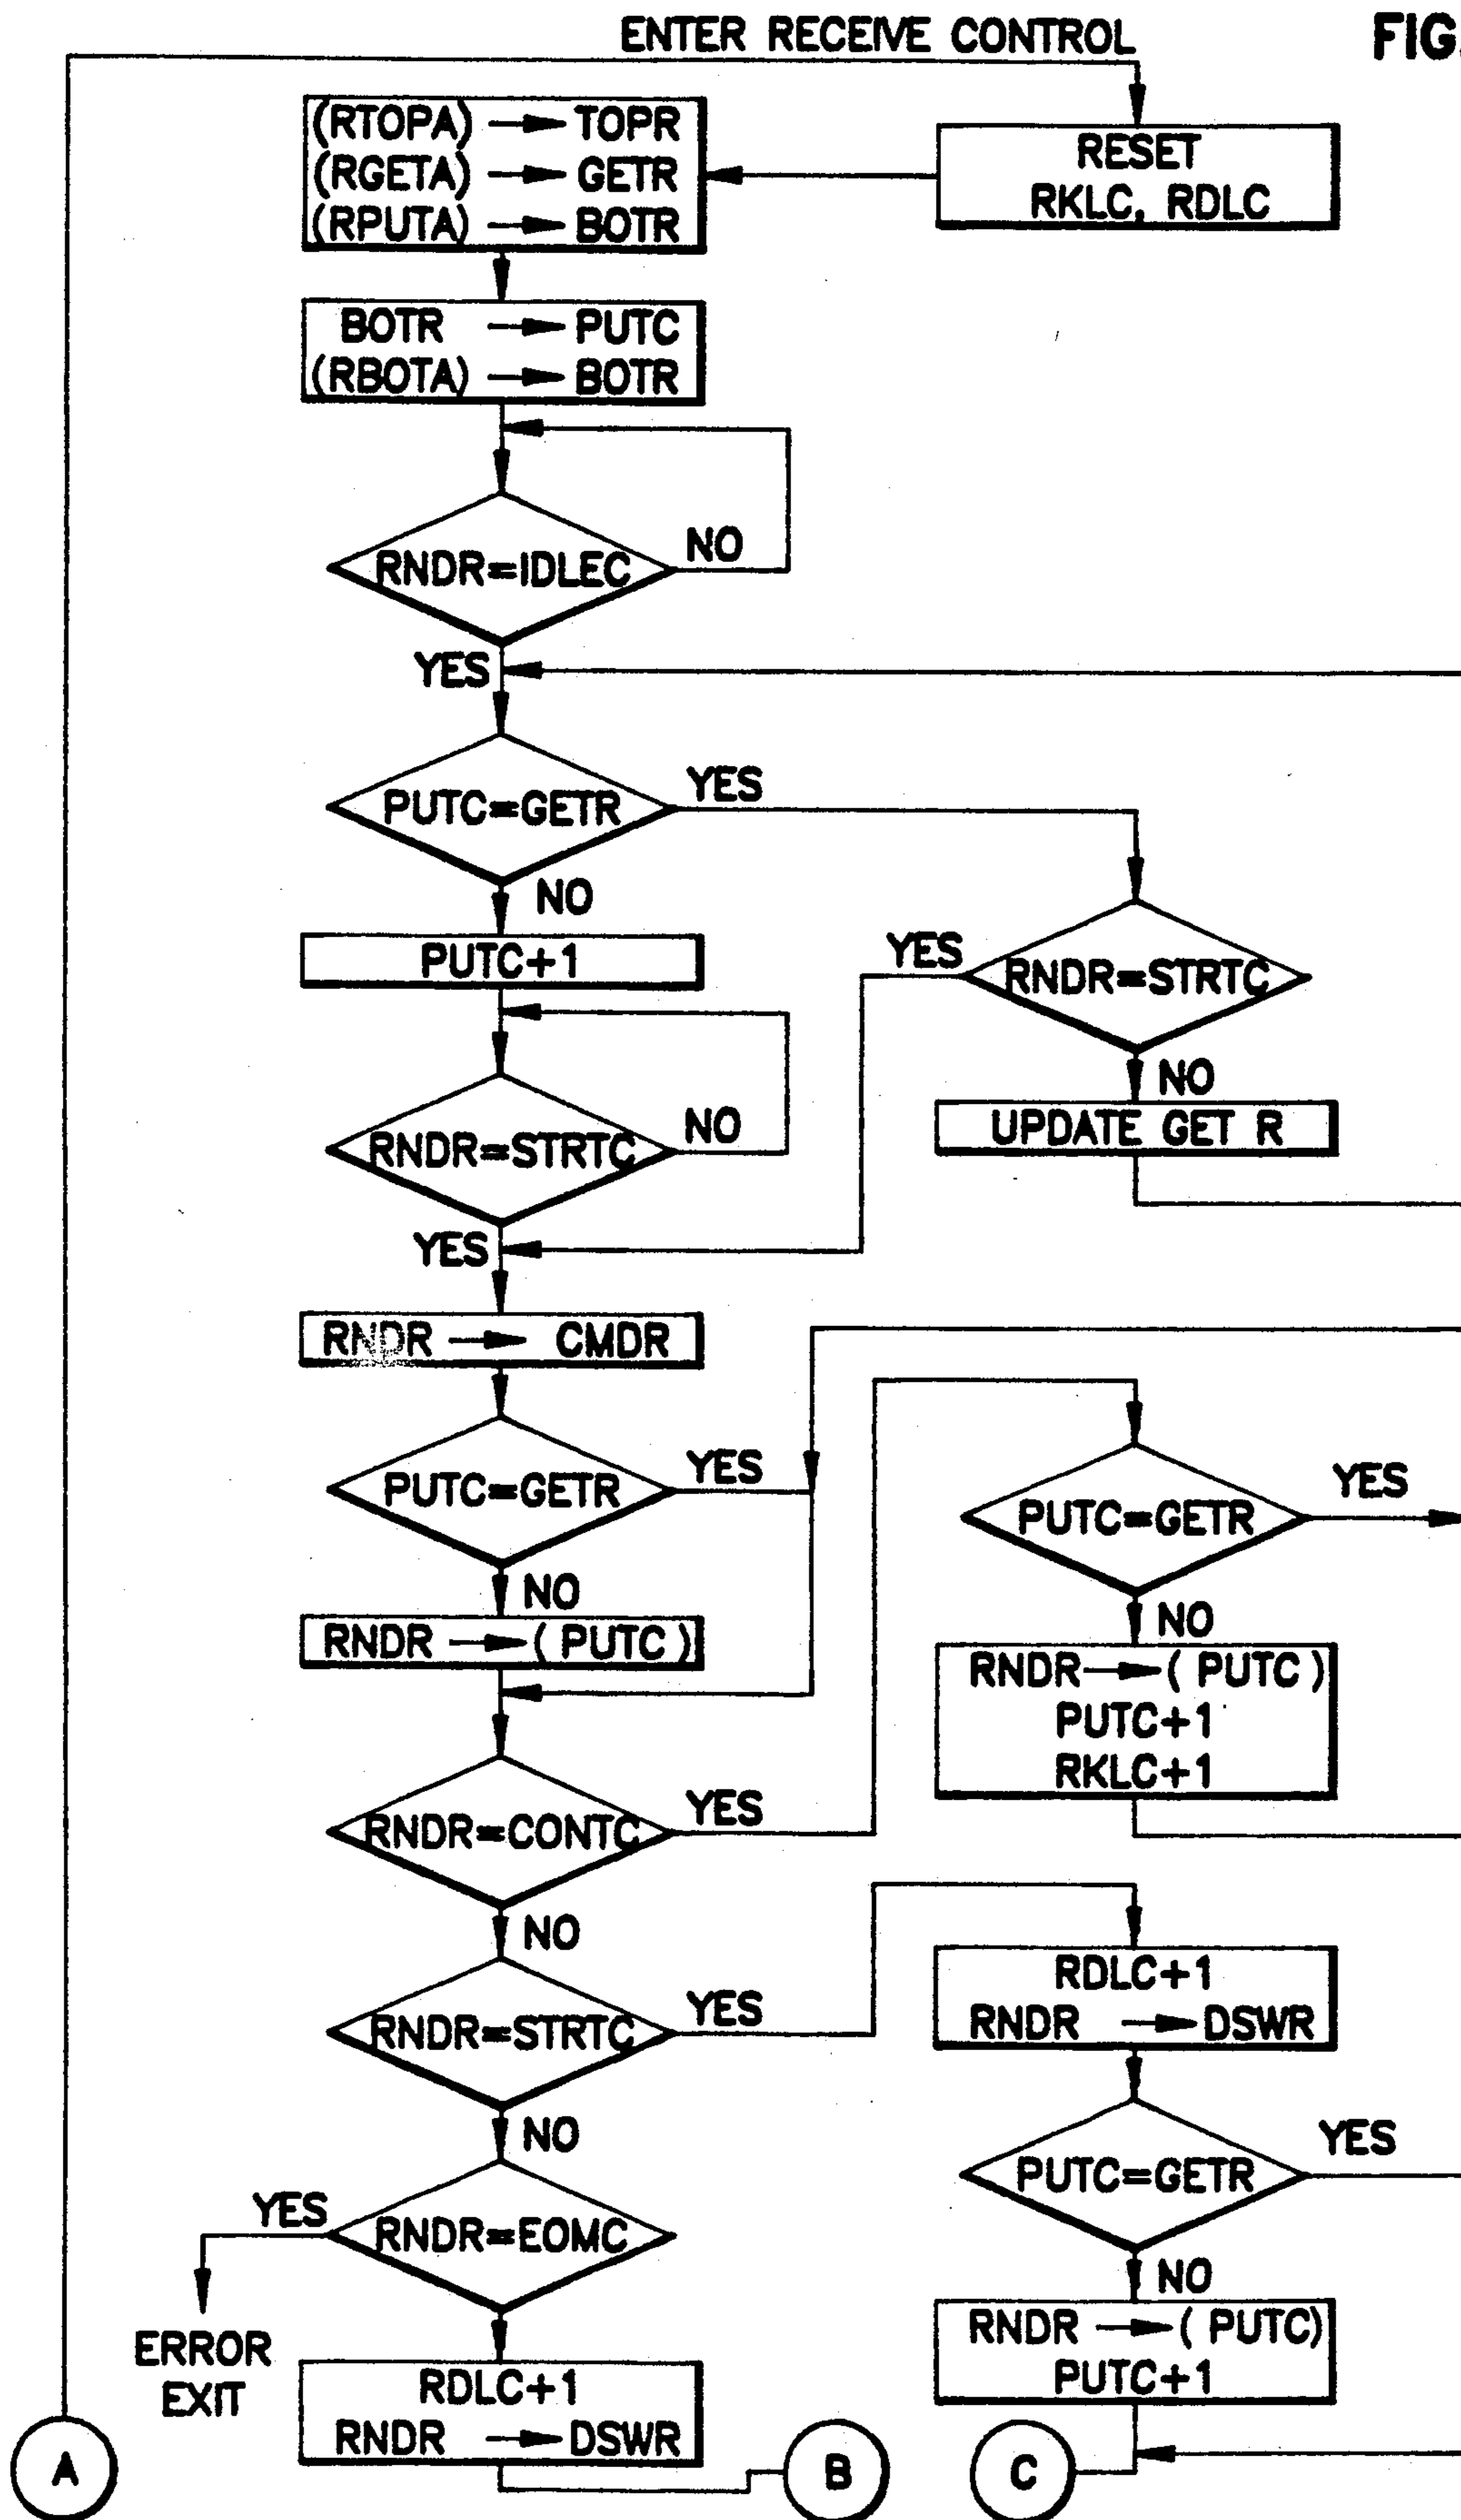 ENTER RECEIVE CONTROL
FIG.
(RTOPA) → TOPR
(RGETA) → GETR
(RPUTA) → BOTR
RESET
RKLC, RDLC
BOTR → PUTC
(RBOTA) → BOTR
RNDR=IDLEC
NO
YES
PUTC=GETR
YES
NO
PUTC+1
YES
RNDR=STRTC
NO
UPDATE GET R
RNDR=STRTC
NO
YES
RNDR → CMDR
PUTC=GETR
YES
PUTC=GETR
YES
NO
RNDR → (PUTC)
NO
RNDR → (PUTC)
PUTC+1
RKLC+1
RNDR=CONTC
YES
NO
RNDR=STRTC
YES
RDLC+1
RNDR → DSWR
NO
PUTC=GETR
YES
YES
RNDR=EOMC
NO
RNDR → (PUTC)
PUTC+1
ERROR
EXIT
RDLC+1
RNDR → DSWR
A
B
C